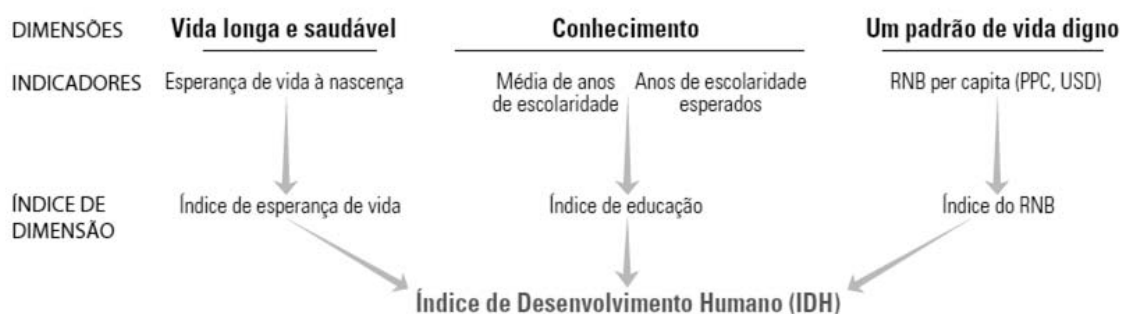 DIMENSÕES Vida longa e saudável Conhecimento Um padrão de vida digno
INDICADORES Esperança de vida à nascença Média de anos Anos de escolaridade RNB per capita (PPC, USD)
de escolaridade esperados
ÍNDICE DE Índice de esperança de vida Índice de educação Índice do RNB
DIMENSÃO
Índice de Desenvolvimento Humano (IDH)